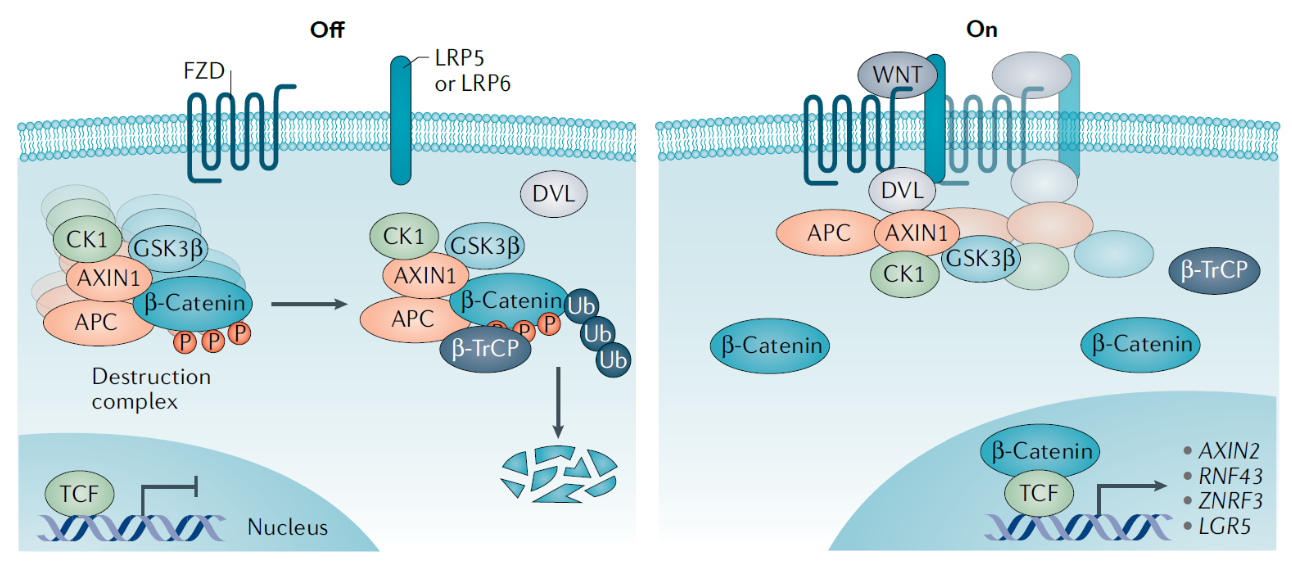 Off
FZD
LRP5
or LRP6
DVL
CK1
GSK3β
AXIN1
β-Catenin
APC
P
P
P
Destruction
complex
CK1
GSK3β
AXIN1
β-Catenin
APC
P
P
P
β-TrCP
Ub
Ub
Ub
TCF
Nucleus
On
WNT
DVL
APC
AXIN1
CK1
GSK3β
β-TrCP
β-Catenin
β-Catenin
β-Catenin
TCF
• AXIN2
• RNF43
• ZNRF3
• LGR5